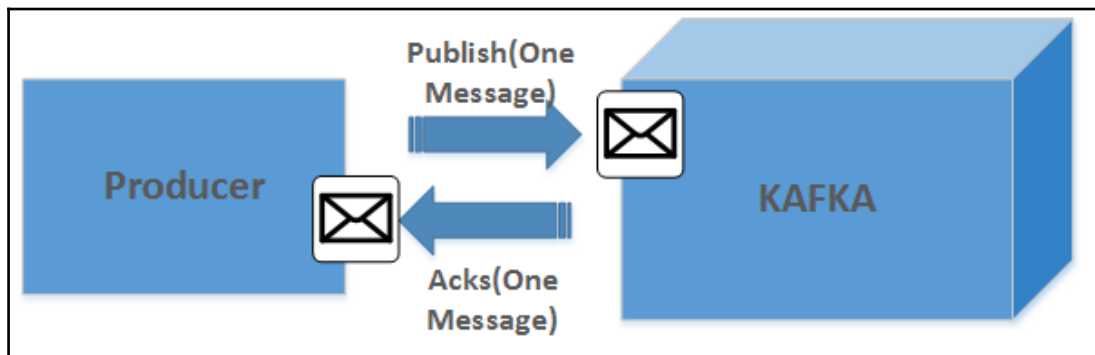 Publish(One
Message)
Producer
KAFKA
Acks(One
Message)